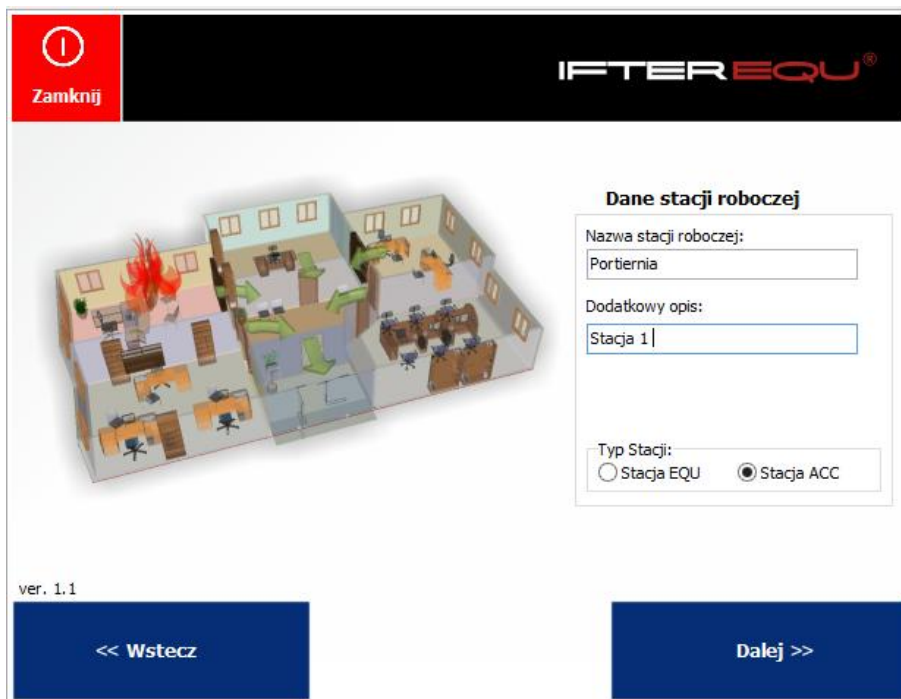 Zamknij
IFTER EQU®
Dane stacji roboczej
Nazwa stacji roboczej:
Portiernia
Dodatkowy opis:
Stacja 1
Typ Stacji:
Stacja EQU
Stacja ACC
ver. 1.1
<< Wstecz
Dalej >>